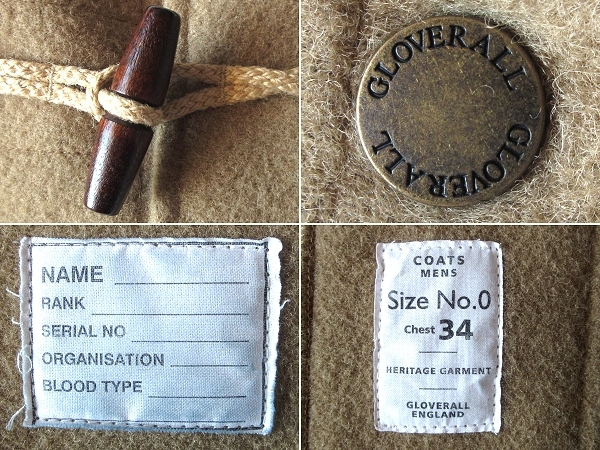 GLOVERALL
GLOVERALL
NAME
RANK
SERIAL NO
ORGANISATION
BLOOD TYPE
COATS
MENS
Size No.0
Chest 34
HERITAGE GARMENT
GLOVERALL
ENGLAND